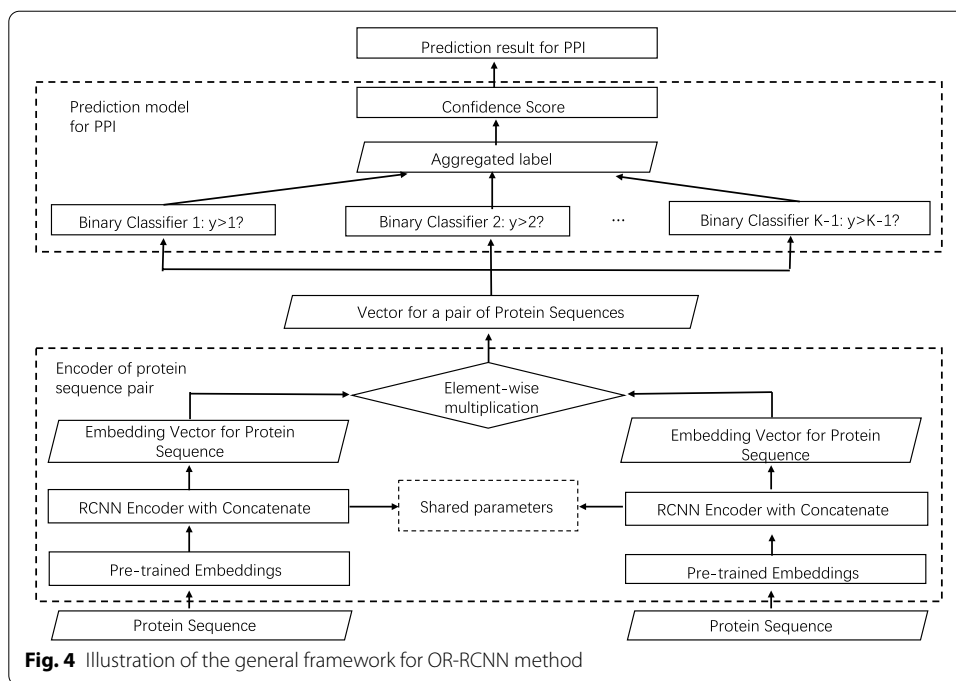 Prediction result for PPI
Prediction model
for PPI
Confidence Score
Aggregated label
Binary Classifier 1: y>1?
Binary Classifier 2: y>2?
...
Binary Classifier K-1: y>K-1?
Vector for a pair of Protein Sequences
Encoder of protein
sequence pair
Element-wise
multiplication
Embedding Vector for Protein
Sequence
Embedding Vector for Protein
Sequence
RCNN Encoder with Concatenate
Shared parameters
RCNN Encoder with Concatenate
Pre-trained Embeddings
Pre-trained Embeddings
Protein Sequence
Protein Sequence
Fig. 4 Illustration of the general framework for OR-RCNN method